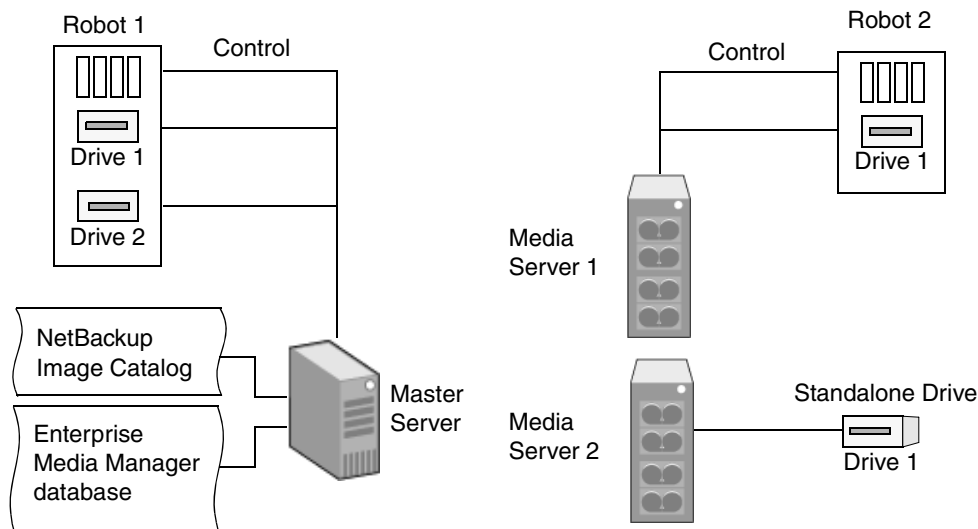 Robot 1
Control
Drive 1
Drive 2
NetBackup
Image Catalog
Enterprise
Media Manager
database
Master
Server
Robot 2
Control
Drive 1
Media
Server 1
Media
Server 2
Standalone Drive
Drive 1